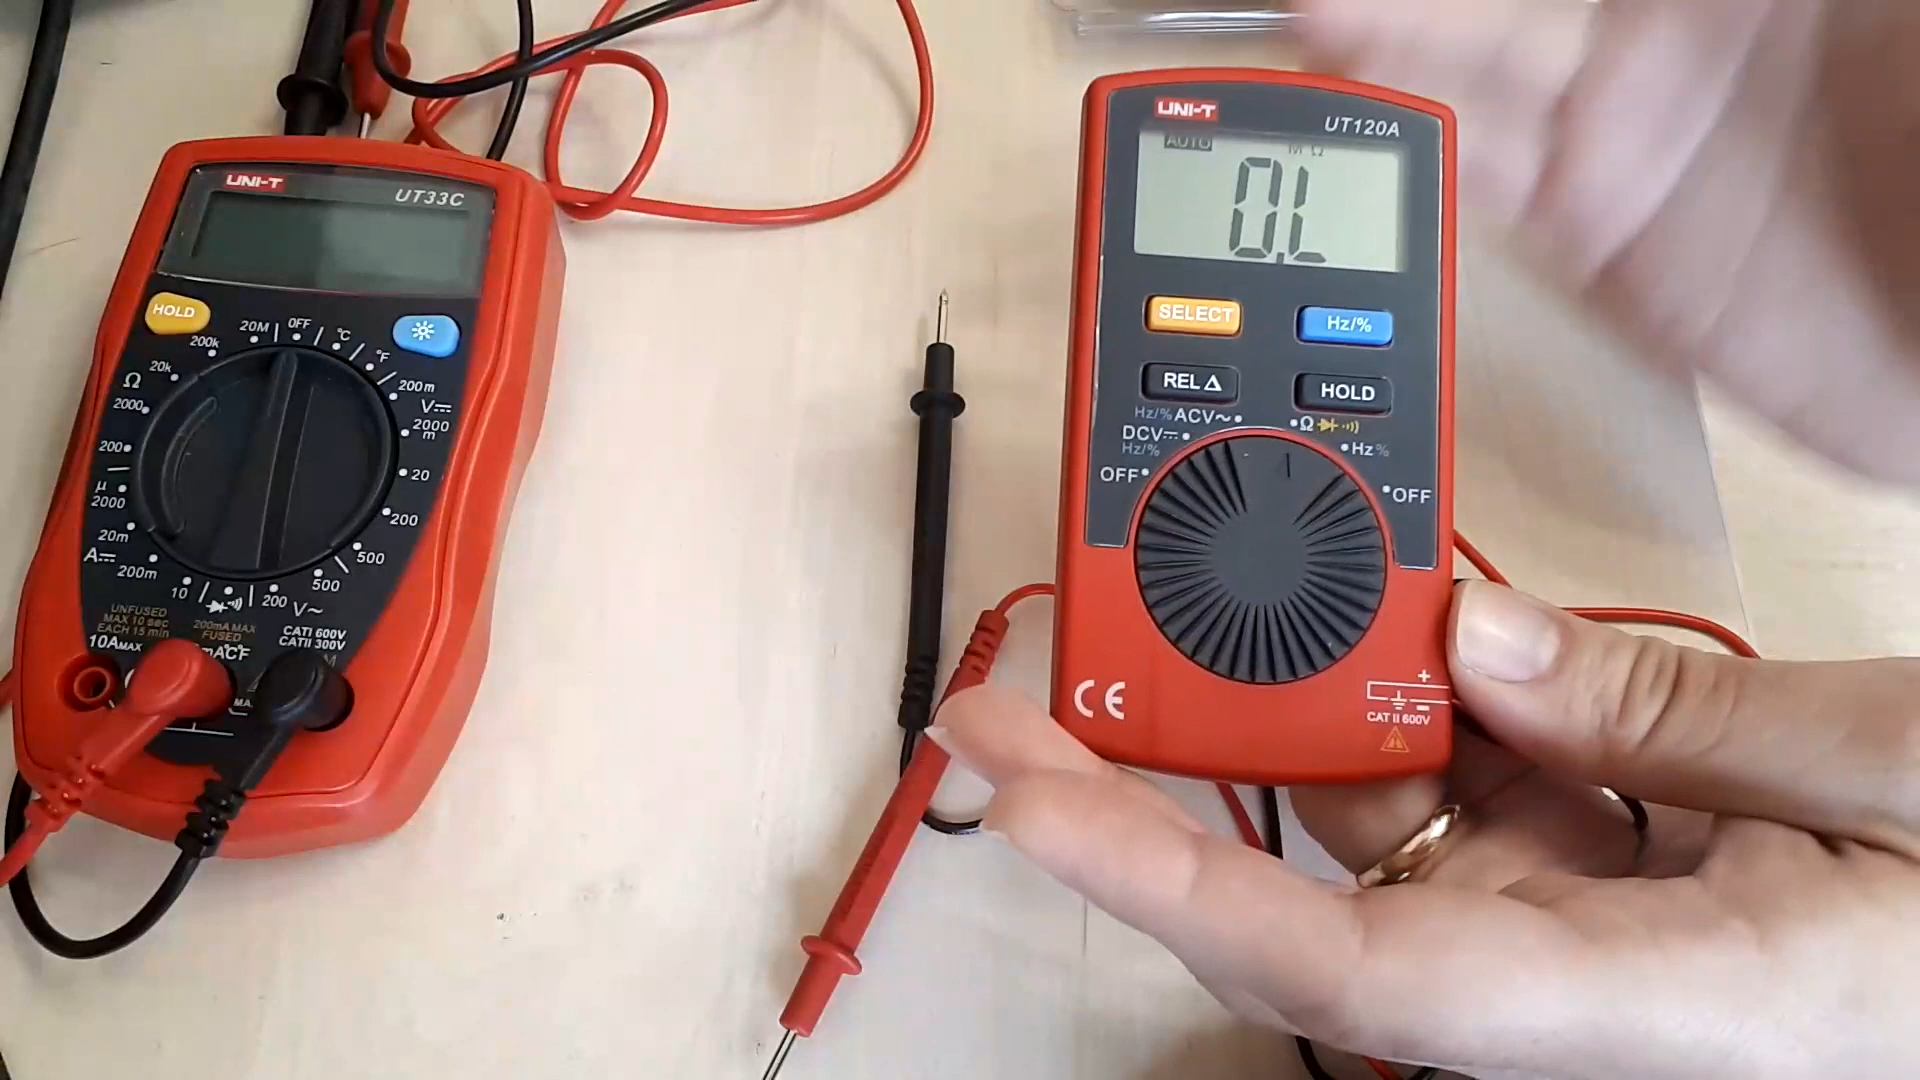 UNI-T
UT33C
HOLD
OFF
20M
200k
20k
Ω
2000
200
µ
2000
20m
A
200m
10
°C
°F
200m
V
2000
m
20
200
500
500
200
V~
UNFUSED
MAX 10 sec
EACH 15 min
10AMAX
200mA MAX
FUSED
CATI 600V
CATII 300V
UNI-T
UT120A
AUTO
M Ω
0.L
SELECT
Hz/%
REL Δ
HOLD
Hz/% ACV~
DCV
Hz/%
OFF
Ω
Hz %
OFF
CE
+
CAT II 600V